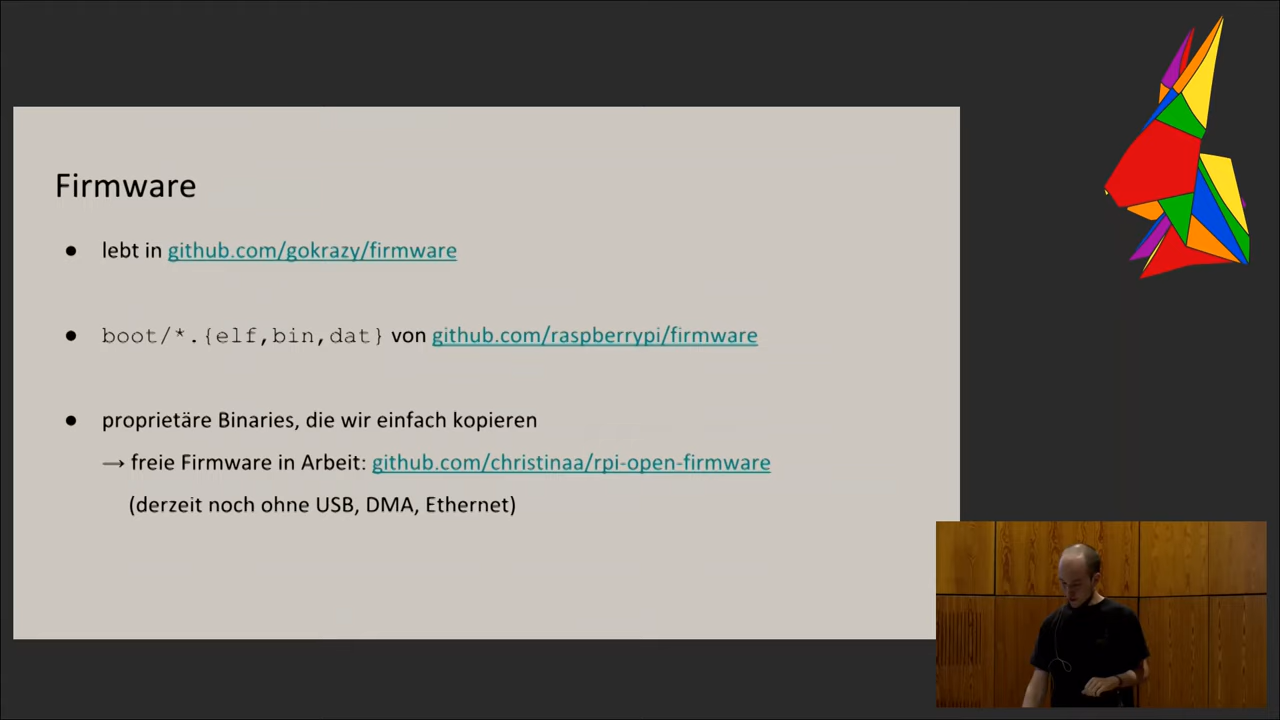 Firmware
● lebt in github.com/gokrazy/firmware
● boot/*.{elf,bin,dat} von github.com/raspberrypi/firmware
● proprietäre Binaries, die wir einfach kopieren
→ freie Firmware in Arbeit: github.com/christinaa/rpi-open-firmware
(derzeit noch ohne USB, DMA, Ethernet)